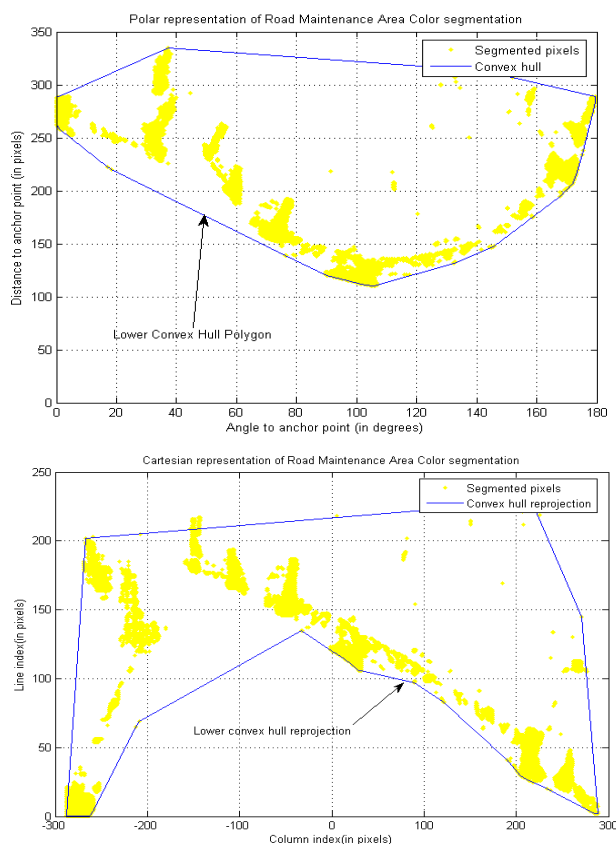 Polar representation of Road Maintenance Area Color segmentation
350
300
250
200
150
100
50
0
Distance to anchor point (in pixels)
Segmented pixels
Convex hull
Lower Convex Hull Polygon
0 20 40 60 80 100 120 140 160 180
Angle to anchor point (in degrees)
Cartesian representation of Road Maintenance Area Color segmentation
250
200
150
100
50
0
Line index(in pixels)
Segmented pixels
Convex hull reprojection
Lower convex hull reprojection
-300 -200 -100 0 100 200 300
Column index(in pixels)